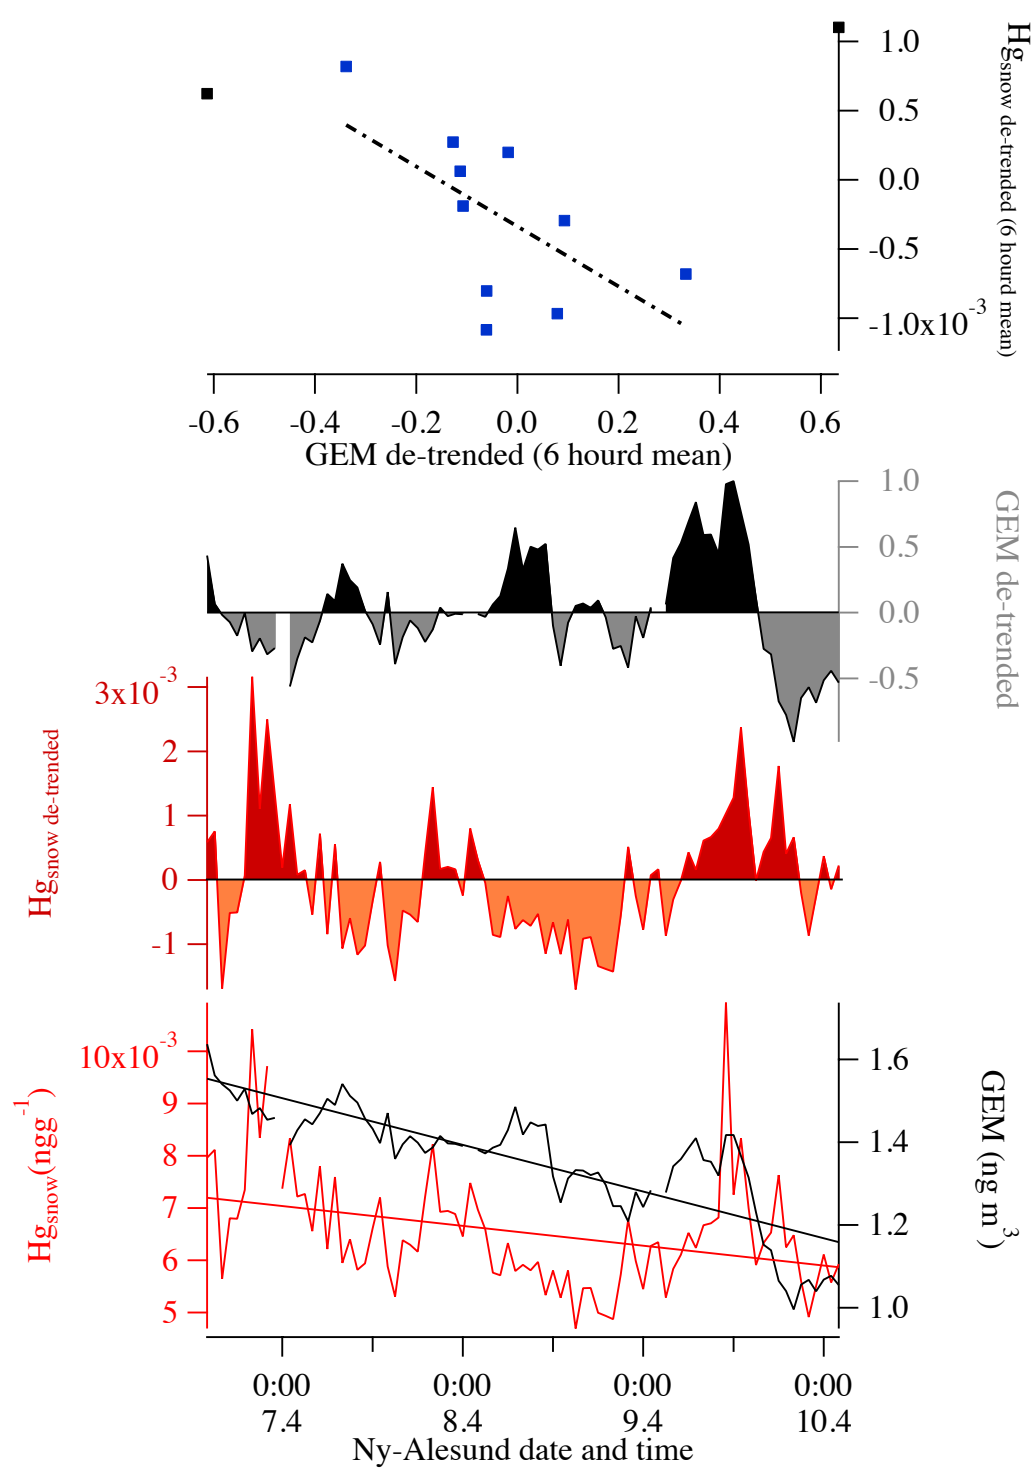 1.0
0.5
0.0
-0.5
-1.0x10-3
Hgsnow de-trended (6 hourd mean)
-0.6 -0.4 -0.2 0.0 0.2 0.4 0.6
GEM de-trended (6 hourd mean)
1.0
0.5
0.0
-0.5
GEM de-trended
3x10-3
2
1
0
-1
Hgsnow de-trended
10x10-3
9
8
7
6
5
Hgsnow(ngg-1)
1.6
1.4
1.2
1.0
GEM (ng m3)
0:00 0:00 0:00 0:00
7.4 8.4 9.4 10.4
Ny-Alesund date and time